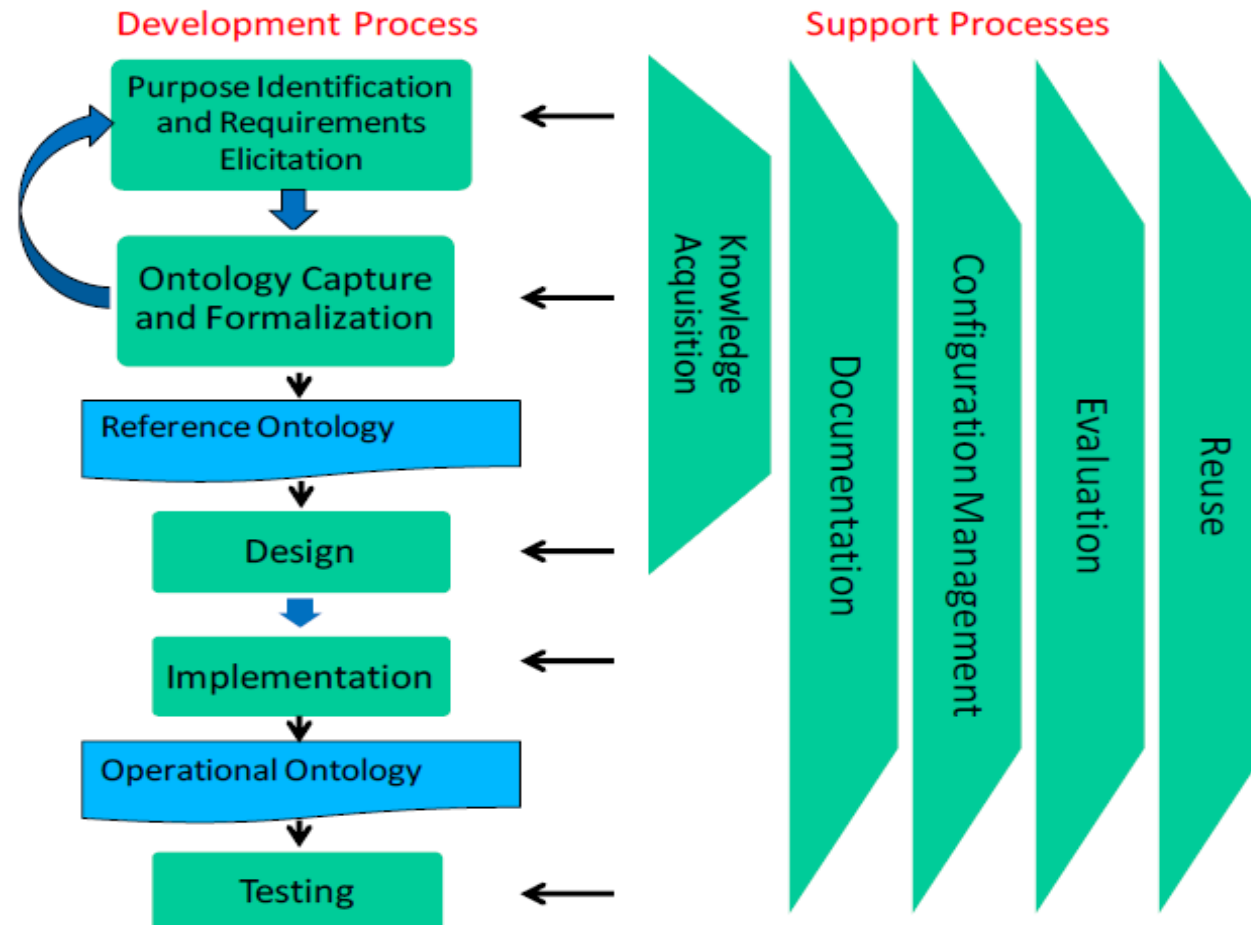 Development Process
Support Processes
Purpose Identification
and Requirements
Elicitation
Ontology Capture
and Formalization
Reference Ontology
Design
Implementation
Operational Ontology
Testing
Knowledge
Acquisition
Documentation
Configuration Management
Evaluation
Reuse